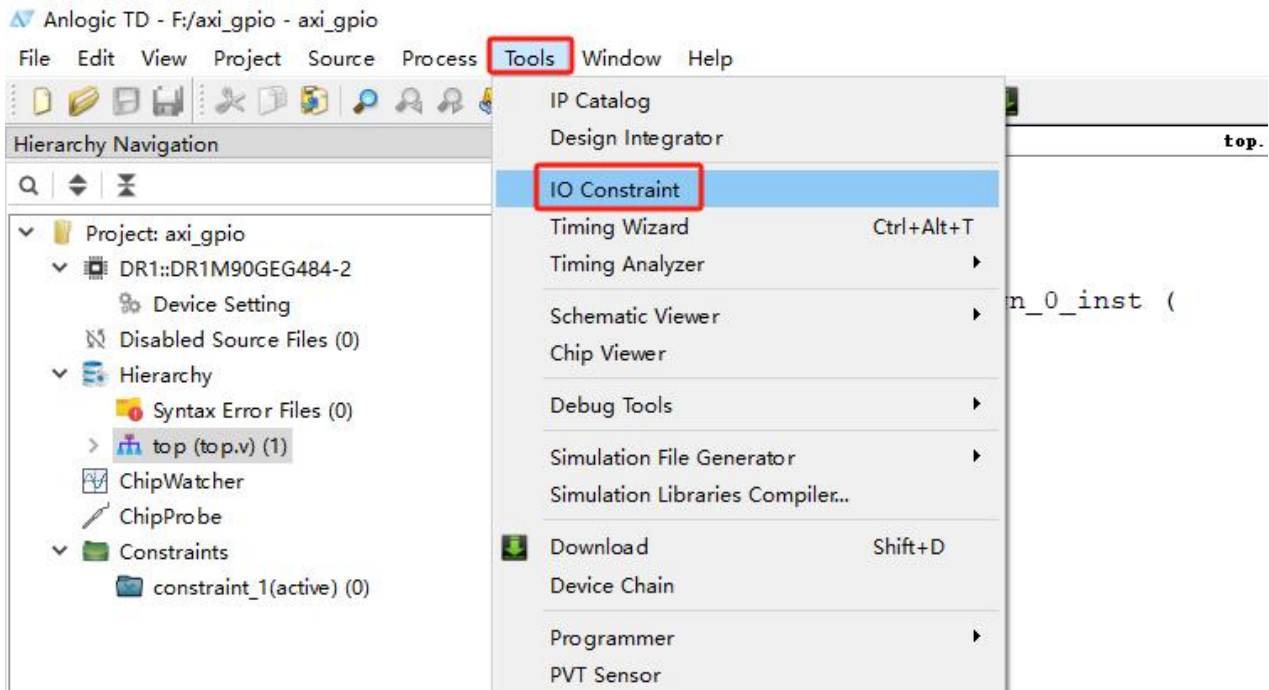 Anlogic TD - F:/axi_gpio - axi_gpio
File Edit View Project Source Process Tools Window Help
IP Catalog
Design Integrator
Hierarchy Navigation
top.
IO Constraint
Timing Wizard Ctrl+Alt+T
Timing Analyzer
Project: axi_gpio
DR1::DR1M90GEG484-2
Device Setting
n_0_inst (
Schematic Viewer
Disabled Source Files (0)
Chip Viewer
Hierarchy
Debug Tools
Syntax Error Files (0)
top (top.v) (1)
Simulation File Generator
ChipWatcher
Simulation Libraries Compiler...
ChipProbe
Constraints
Download Shift+D
constraint_1(active) (0)
Device Chain
Programmer
PVT Sensor